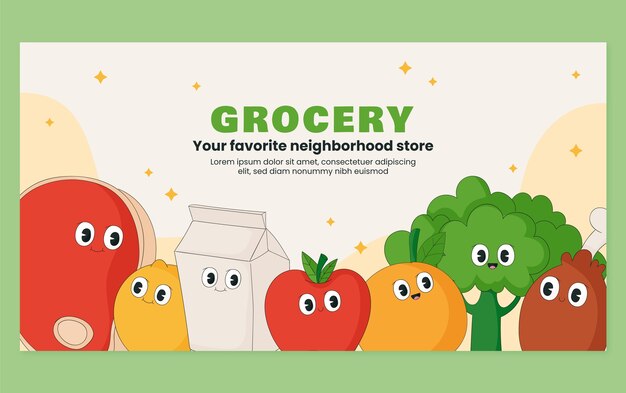 GROCERY
Your favorite neighborhood store
Lorem ipsum dolor sit amet, consectetuer adipiscing
elit, sed diam nonummy nibh euismod